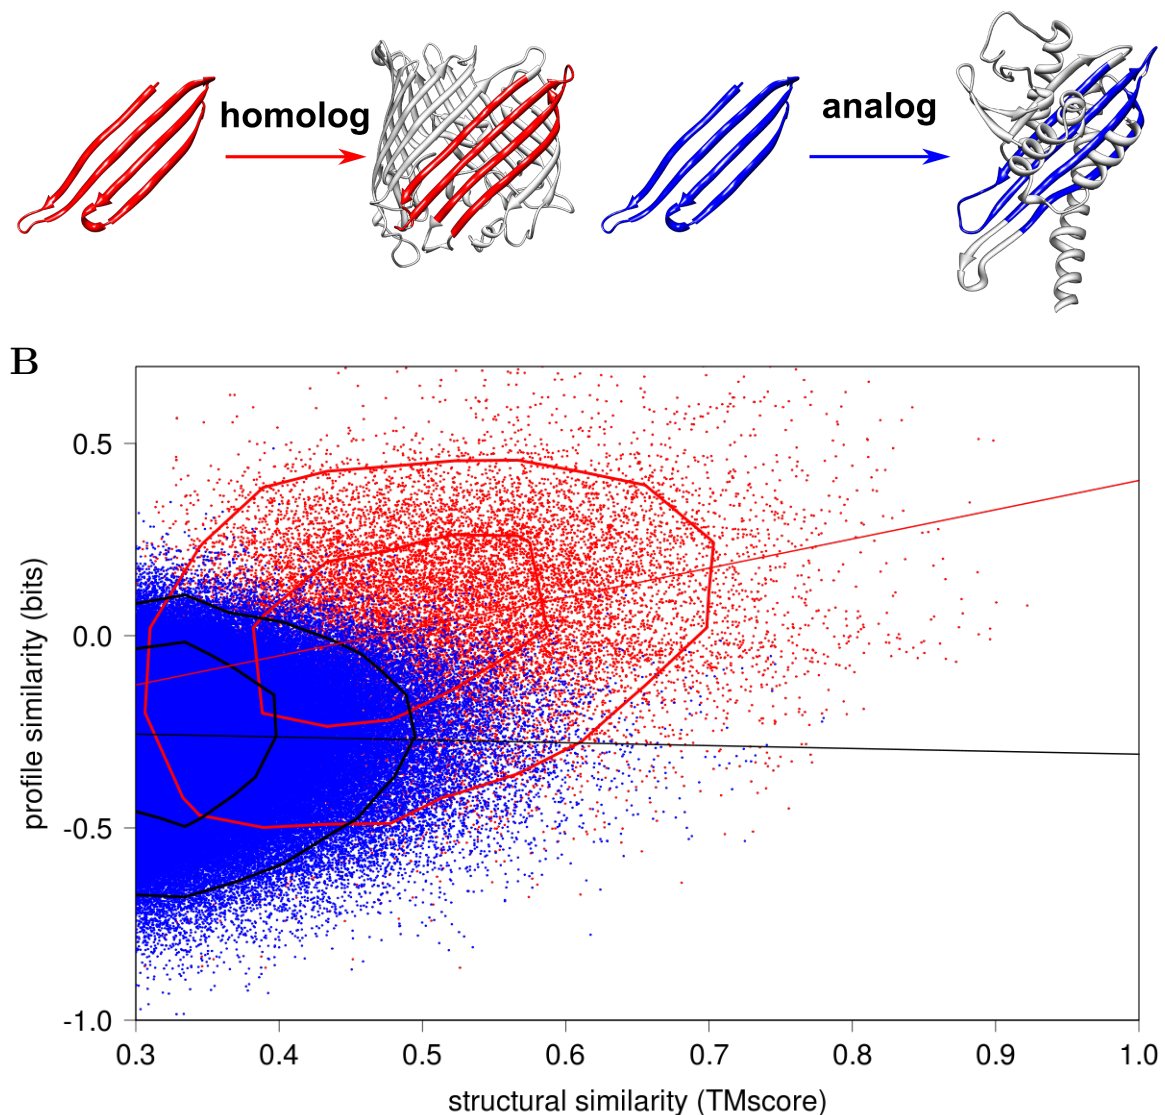 homolog
analog
B
0.5
0.0
-0.5
-1.0
profile similarity (bits)
0.3 0.4 0.5 0.6 0.7 0.8 0.9 1.0
structural similarity (TMscore)